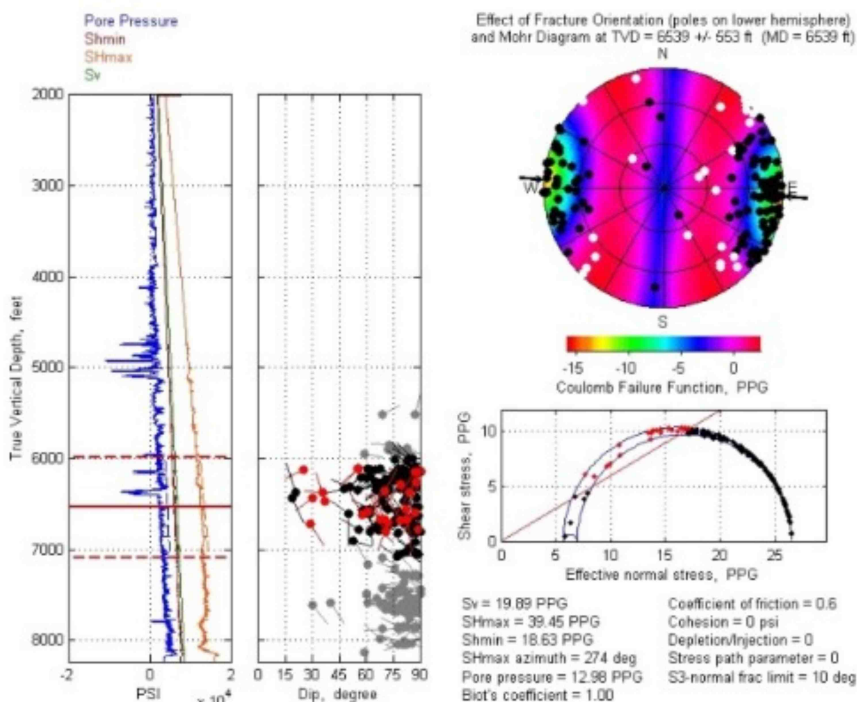 Pore Pressure
Shmin
SHmax
Sv
2000
3000
4000
5000
6000
7000
8000
True Vertical Depth, feet
-2 -1 0 1 2
PSI × 10⁴
0 15 30 45 60 75 90
Dip, degree
Effect of Fracture Orientation (poles on lower hemisphere)
and Mohr Diagram at TVD = 6539 +/- 553 ft (MD = 6539 ft)
N
W
E
S
-15 -10 -5 0
Coulomb Failure Function, PPG
10
5
0
Shear stress, PPG
0 5 10 15 20 25
Effective normal stress, PPG
Sv = 19.89 PPG
SHmax = 39.45 PPG
Shmin = 18.63 PPG
SHmax azimuth = 274 deg
Pore pressure = 12.98 PPG
Biot's coefficient = 1.00
Coefficient of friction = 0.6
Cohesion = 0 psi
Depletion/Injection = 0
Stress path parameter = 0
S3-normal frac limit = 10 deg